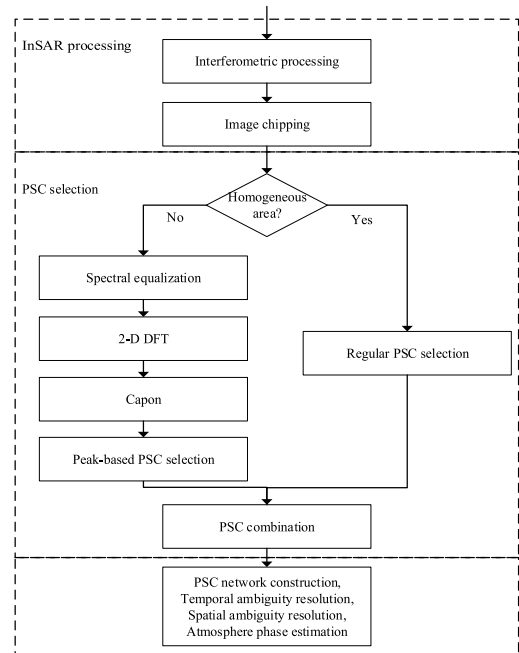 InSAR processing
Interferometric processing
Image chipping
PSC selection
Homogeneous
area?
No
Yes
Spectral equalization
2-D DFT
Regular PSC selection
Capon
Peak-based PSC selection
PSC combination
PSC network construction,
Temporal ambiguity resolution,
Spatial ambiguity resolution,
Atmosphere phase estimation